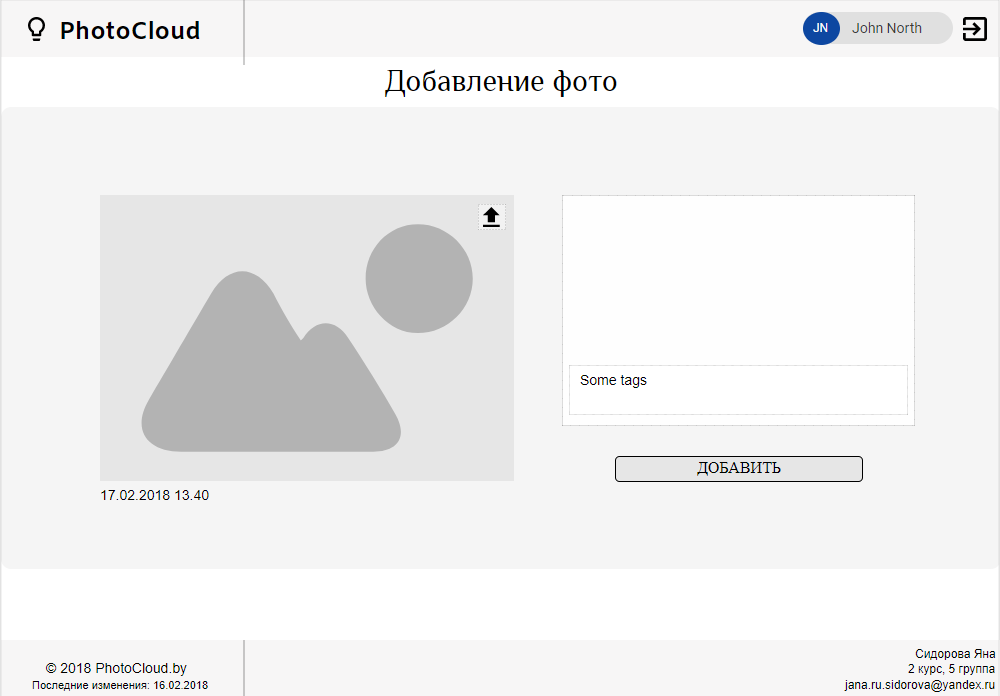 PhotoCloud
JN John North
Добавление фото
Some tags
ДОБАВИТЬ
17.02.2018 13.40
© 2018 PhotoCloud.by
Последние изменения: 16.02.2018
Сидорова Яна
2 курс, 5 группа
jana.ru.sidorova@yandex.ru